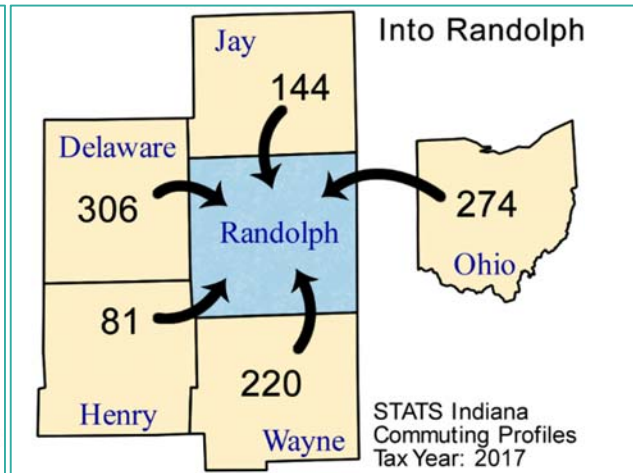 Into Randolph
Jay
144
Delaware
306
Randolph
274
Ohio
81
Henry
220
Wayne
STATS Indiana
Commuting Profiles
Tax Year: 2017